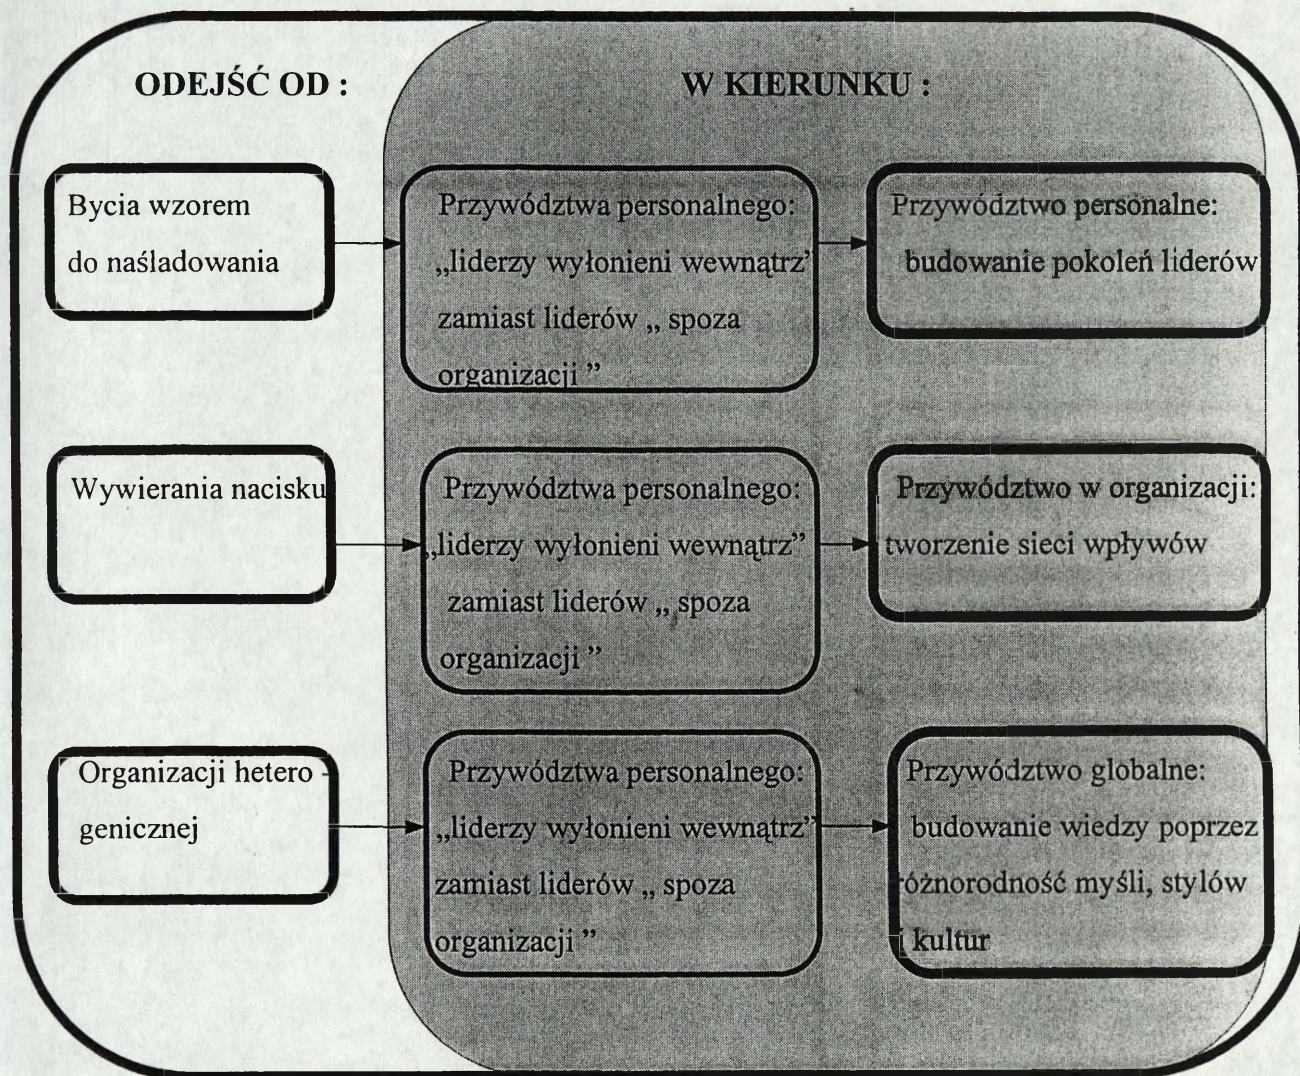 ODEJŚĆ OD :
W KIERUNKU :
Bycia wzorem
do naśladowania
Przywództwa personalnego:
„liderzy wyłonieni wewnątrz”
zamiast liderów „ spoza
organizacji ”
Przywództwo personalne:
budowanie pokoleń liderów
Wywierania nacisku
Przywództwa personalnego:
„liderzy wyłonieni wewnątrz”
zamiast liderów „ spoza
organizacji ”
Przywództwo w organizacji:
tworzenie sieci wpływów
Organizacji hetero -
genicznej
Przywództwa personalnego:
„liderzy wyłonieni wewnątrz”
zamiast liderów „ spoza
organizacji ”
Przywództwo globalne:
budowanie wiedzy poprzez
różnorodność myśli, stylów
i kultur